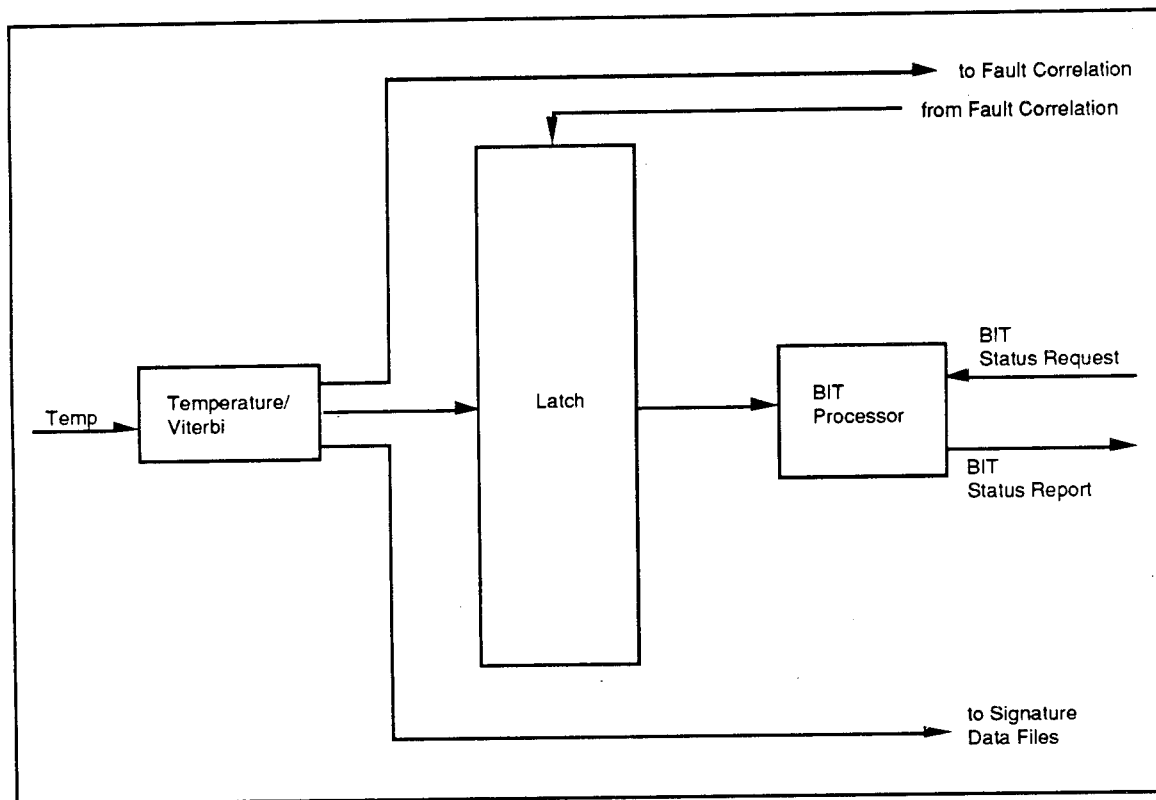 to Fault Correlation
from Fault Correlation
Temp
Temperature/
Viterbi
Latch
BIT
Processor
BIT
Status Request
BIT
Status Report
to Signature
Data Files